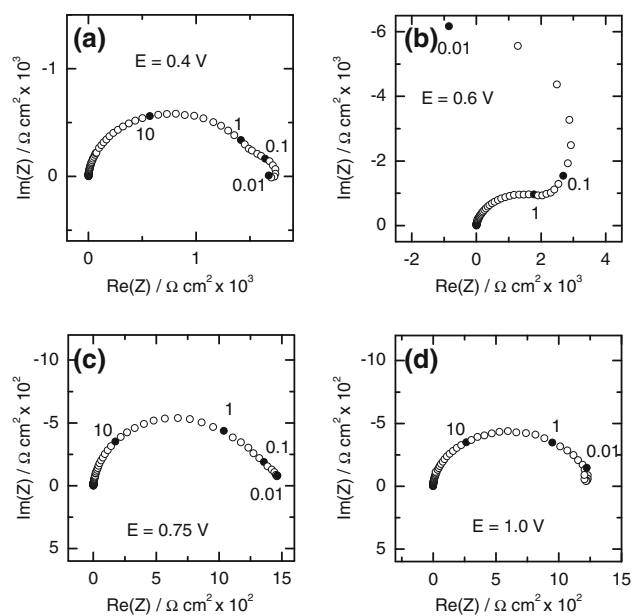 (a)
E = 0.4 V
-1
0
10
1
0.1
0.01
0
1
Im(Z) / Ω cm² x 10³
Re(Z) / Ω cm² x 10³
(b)
0.01
E = 0.6 V
-6
-4
-2
-1
0
0.1
1
-2
0
2
4
Im(Z) / Ω cm² x 10³
Re(Z) / Ω cm² x 10³
(c)
-10
-5
0
5
10
1
0.1
0.01
E = 0.75 V
0
5
10
15
Im(Z) / Ω cm² x 10²
Re(Z) / Ω cm² x 10²
(d)
-10
-5
0
5
10
1
0.01
E = 1.0 V
0
5
10
15
Im(Z) / Ω cm² x 10²
Re(Z) / Ω cm² x 10²